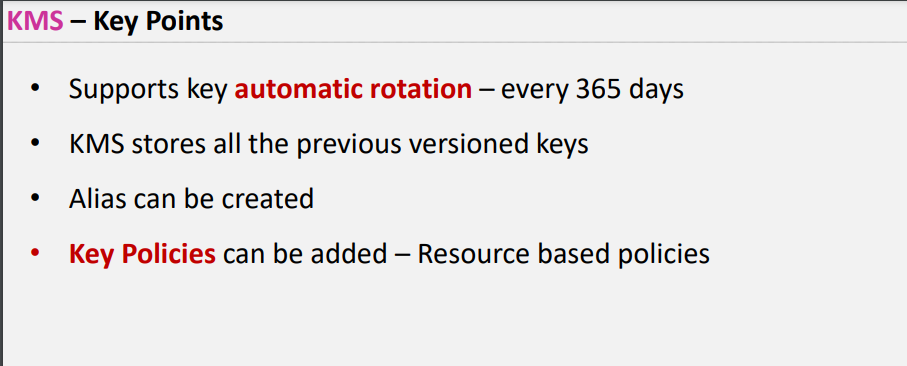 KMS – Key Points
• Supports key automatic rotation – every 365 days
• KMS stores all the previous versioned keys
• Alias can be created
• Key Policies can be added – Resource based policies